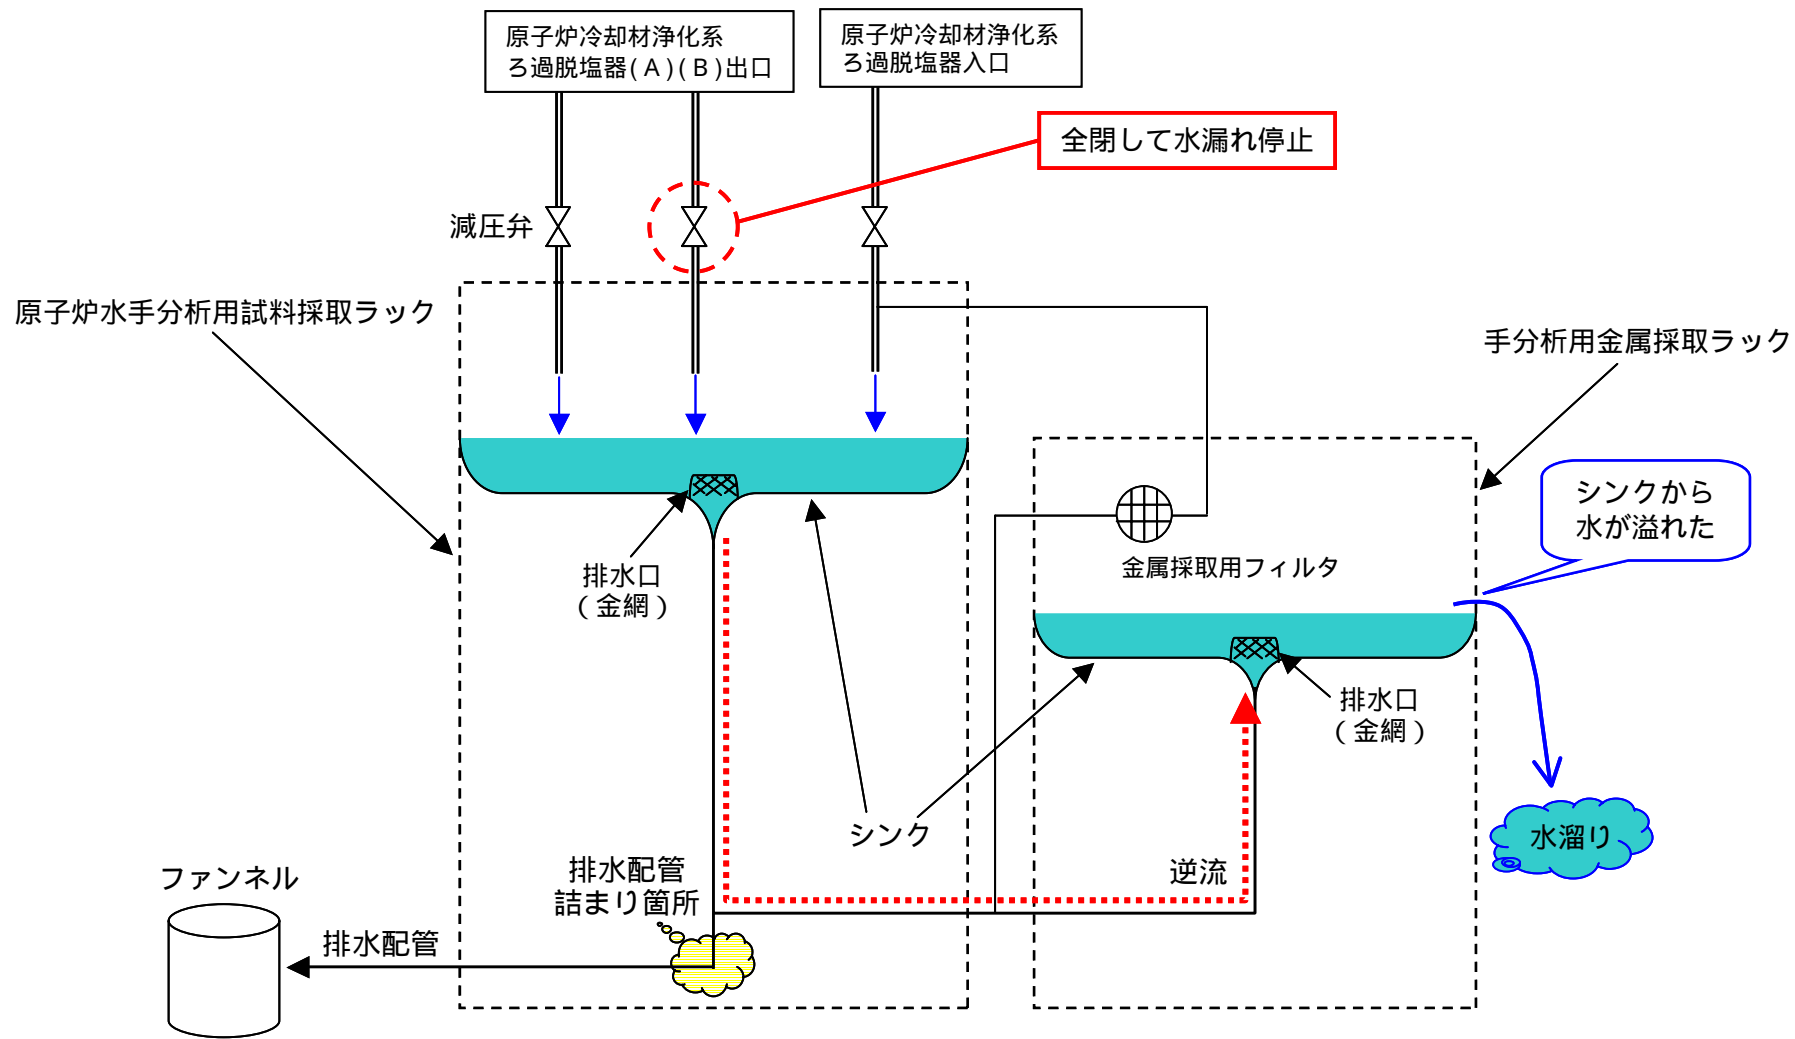 原子炉冷却材浄化系
ろ過脱塩器(A)(B)出口
原子炉冷却材浄化系
ろ過脱塩器入口
全閉して水漏れ停止
減圧弁
原子炉水手分析用試料採取ラック
手分析用金属採取ラック
シンクから
水が溢れた
排水口
(金網)
金属採取用フィルタ
排水口
(金網)
シンク
水溜り
逆流
排水配管
詰まり箇所
ファンネル
排水配管